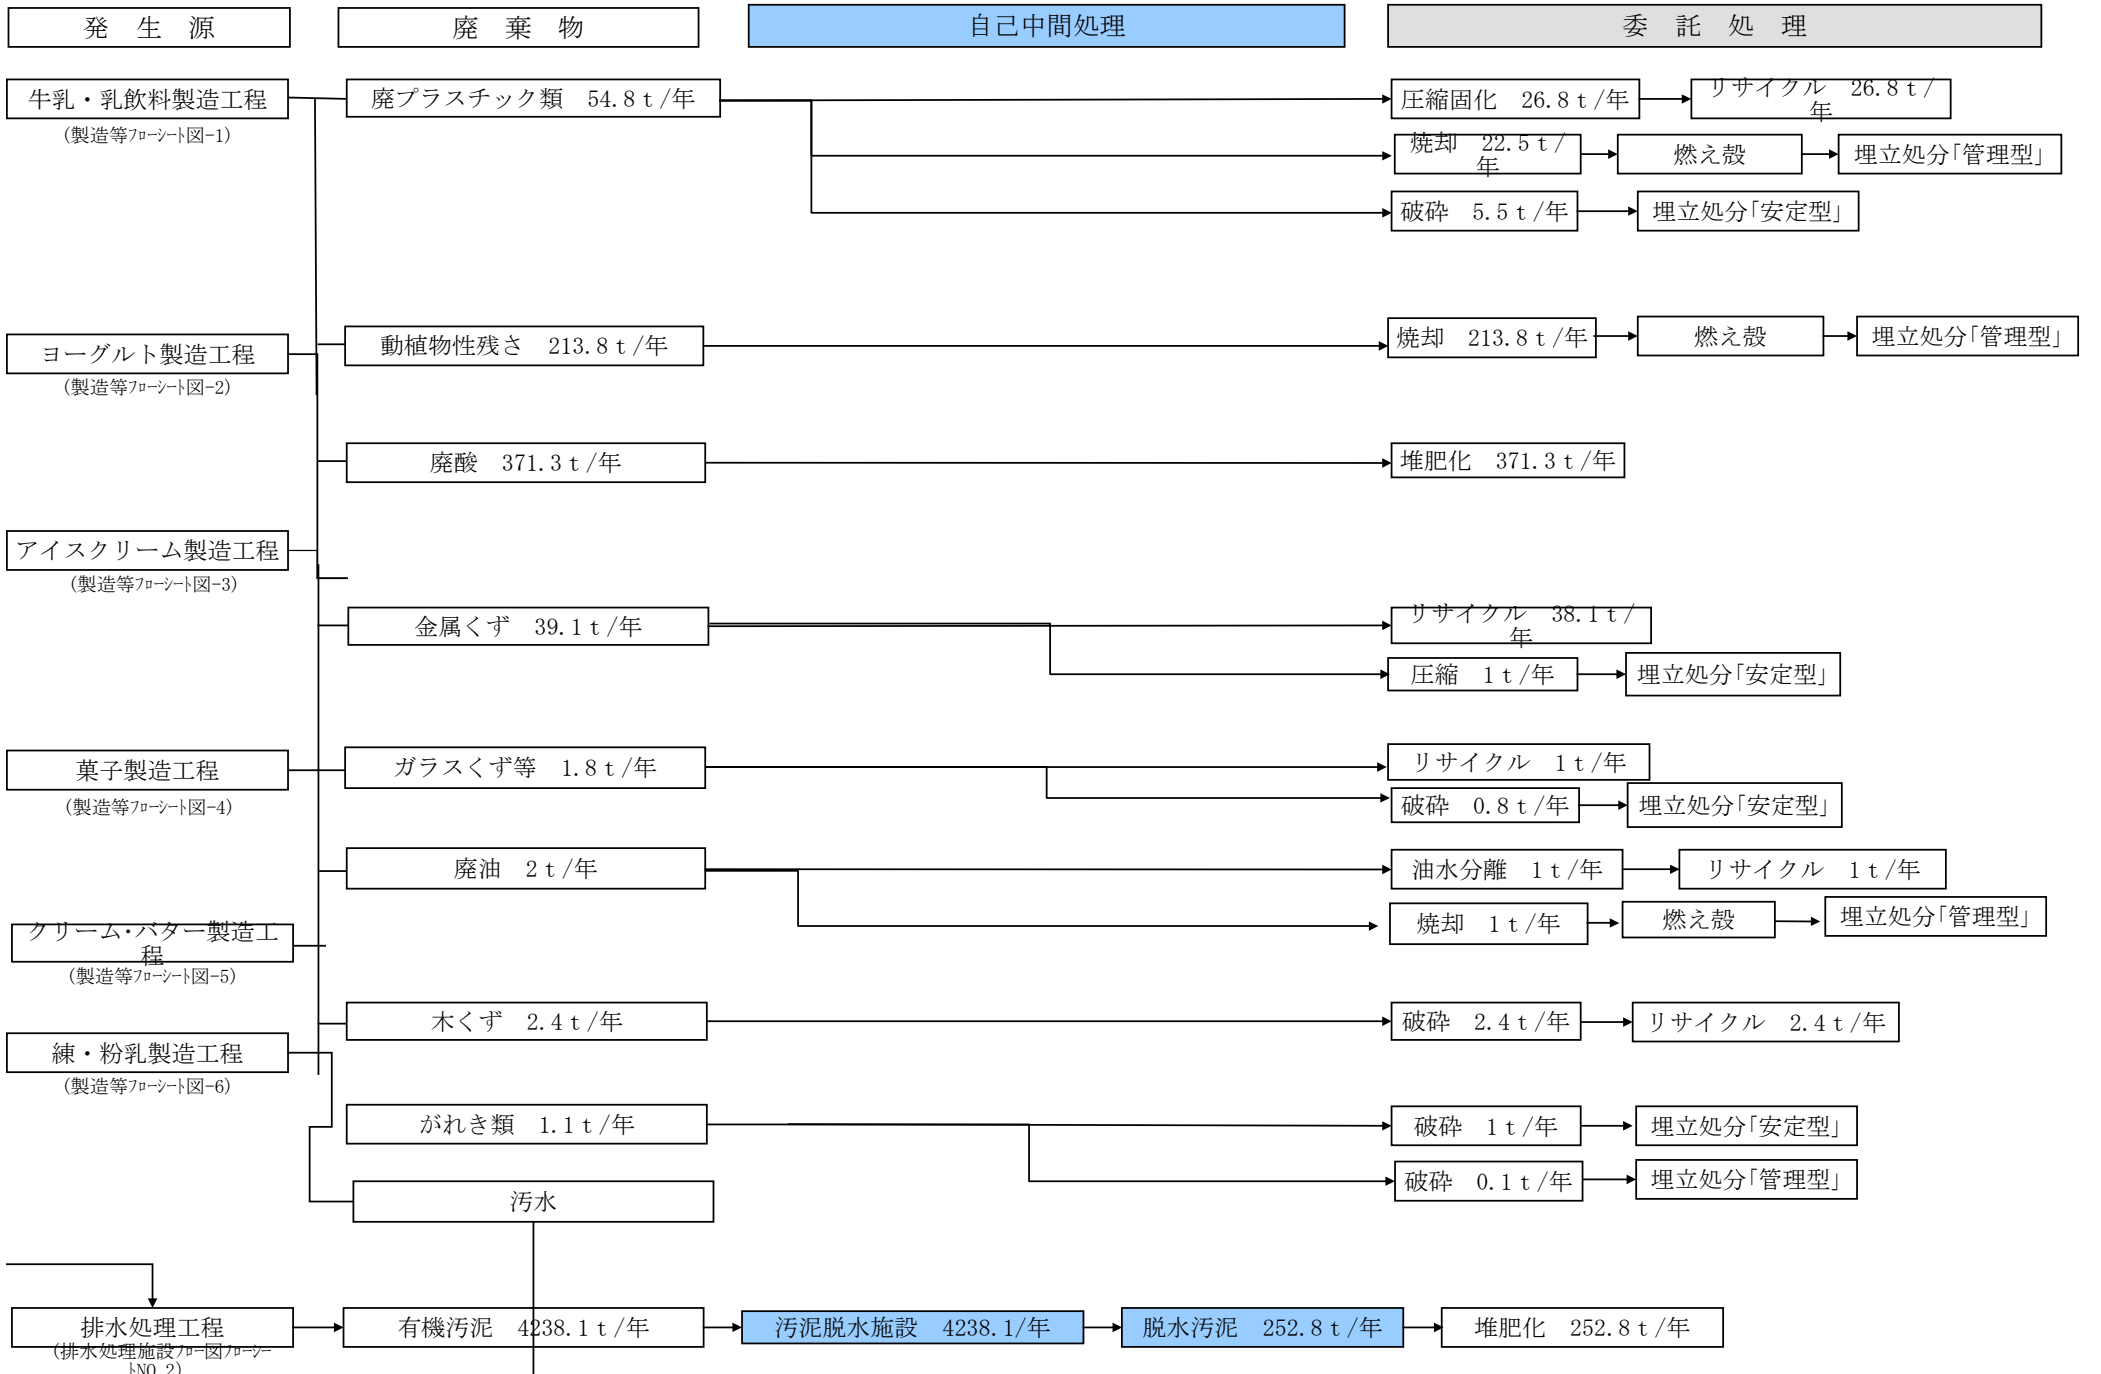 発　生　源
廃　棄　物
自己中間処理
委　託　処　理
牛乳・乳飲料製造工程
(製造等ﾌﾛｰｼｰﾄ図-1)
廃プラスチック類　54.8ｔ/年
圧縮固化　26.8ｔ/年
リサイクル　26.8ｔ/
年
焼却　22.5ｔ/
年
燃え殻
埋立処分｢管理型｣
破砕　5.5ｔ/年
埋立処分｢安定型｣
ヨーグルト製造工程
(製造等ﾌﾛｰｼｰﾄ図-2)
動植物性残さ　213.8ｔ/年
焼却　213.8ｔ/年
燃え殻
埋立処分｢管理型｣
廃酸　371.3ｔ/年
堆肥化　371.3ｔ/年
アイスクリーム製造工程
(製造等ﾌﾛｰｼｰﾄ図-3)
金属くず　39.1ｔ/年
リサイクル　38.1ｔ/
年
圧縮　1ｔ/年
埋立処分｢安定型｣
菓子製造工程
(製造等ﾌﾛｰｼｰﾄ図-4)
ガラスくず等　1.8ｔ/年
リサイクル　1ｔ/年
破砕　0.8ｔ/年
埋立処分｢安定型｣
廃油　2ｔ/年
油水分離　1ｔ/年
リサイクル　1ｔ/年
焼却　1ｔ/年
燃え殻
埋立処分｢管理型｣
クリーム･バター製造工
程
(製造等ﾌﾛｰｼｰﾄ図-5)
木くず　2.4ｔ/年
破砕　2.4ｔ/年
リサイクル　2.4ｔ/年
練・粉乳製造工程
(製造等ﾌﾛｰｼｰﾄ図-6)
がれき類　1.1ｔ/年
破砕　1ｔ/年
埋立処分｢安定型｣
破砕　0.1ｔ/年
埋立処分｢管理型｣
汚水
排水処理工程
(排水処理施設ﾌﾛｰ図ﾌﾛｰｼｰ
ﾄNO.2)
有機汚泥　4238.1ｔ/年
汚泥脱水施設　4238.1/年
脱水汚泥　252.8ｔ/年
堆肥化　252.8ｔ/年